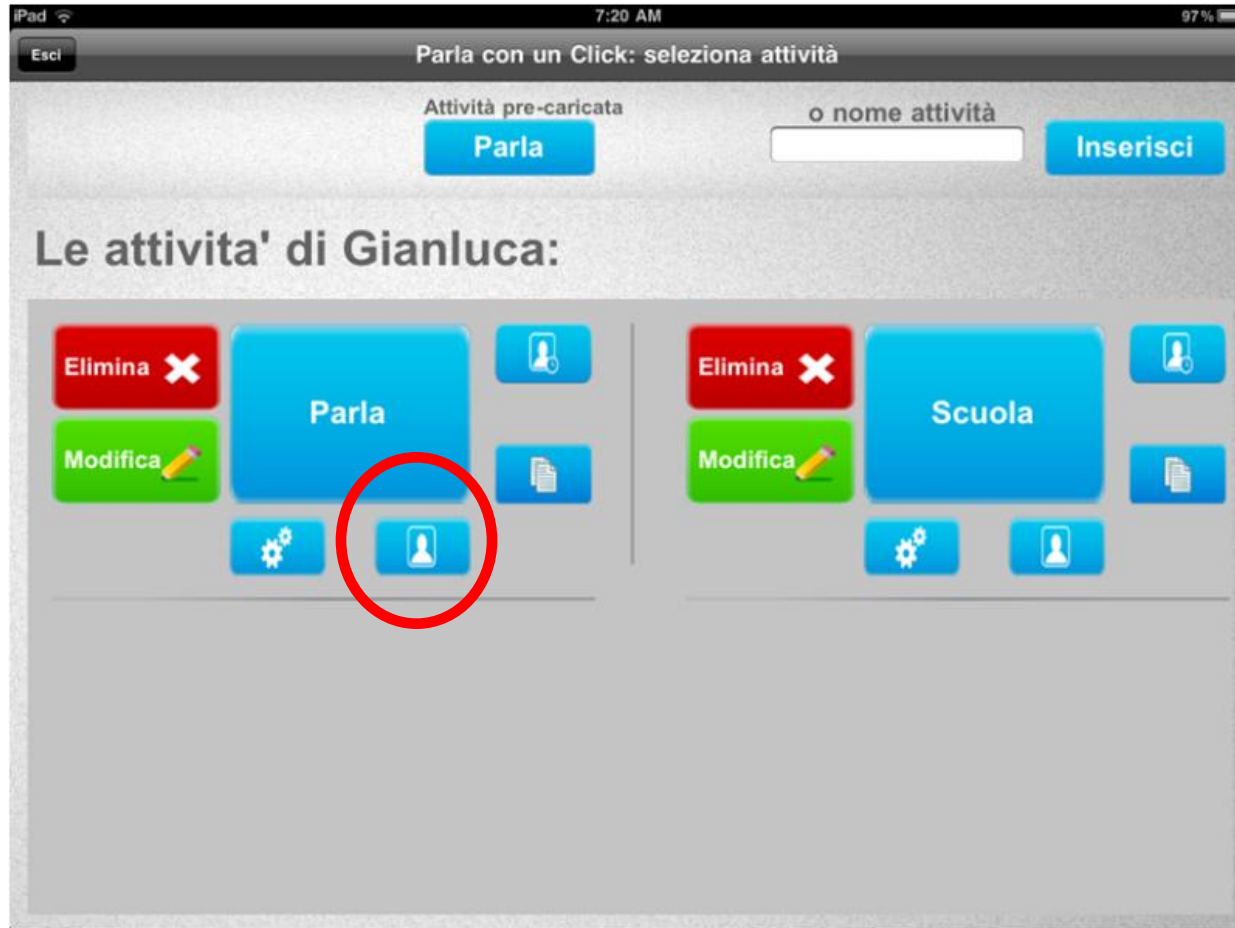 iPad 7:20 AM 97%
Esci Parla con un Click: seleziona attività
Attività pre-caricata o nome attività
Parla Inserisci
Le attivita' di Gianluca:
Elimina
Parla
Modifica
Elimina
Scuola
Modifica